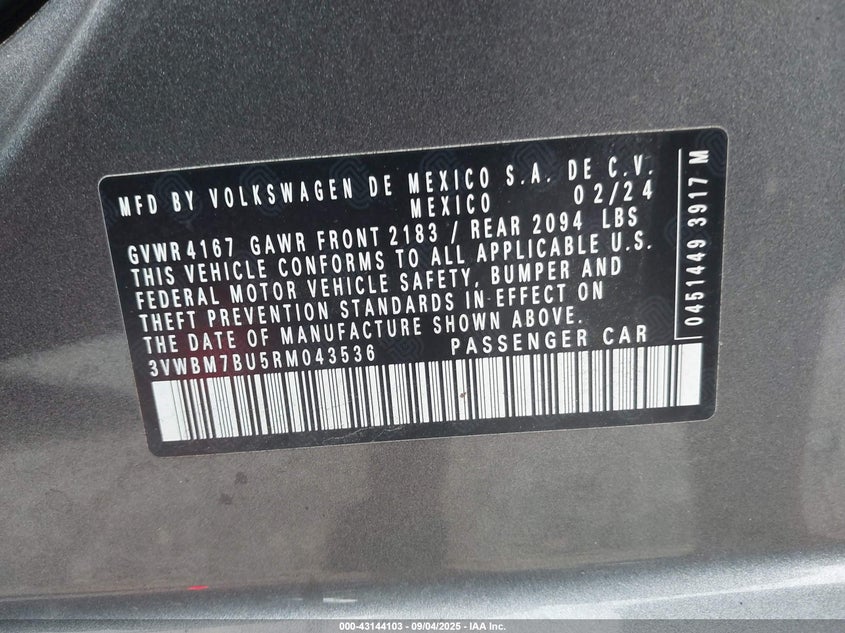 MFD BY VOLKSWAGEN DE MEXICO S.A. DE C.V.
MEXICO 02/24
GVWR 4167 GAWR FRONT 2183 / REAR 2094 LBS
THIS VEHICLE CONFORMS TO ALL APPLICABLE U.S.
FEDERAL MOTOR VEHICLE SAFETY, BUMPER AND
THEFT PREVENTION STANDARDS IN EFFECT ON
THE DATE OF MANUFACTURE SHOWN ABOVE.
3VWBM7BU5RM043536 PASSENGER CAR
0451449 3917 M
000-43144103 - 09/04/2025 - IAA Inc.